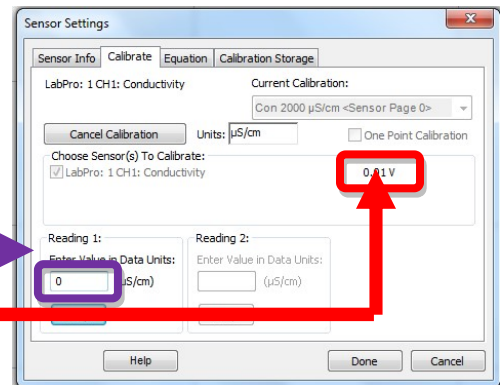 Sensor Settings
Sensor Info Calibrate Equation Calibration Storage
LabPro: 1 CH1: Conductivity Current Calibration:
Con 2000 µS/cm <Sensor Page 0>
Cancel Calibration Units: µS/cm One Point Calibration
Choose Sensor(s) To Calibrate:
LabPro: 1 CH1: Conductivity 0.01 V
Reading 1: Reading 2:
Enter Value in Data Units: Enter Value in Data Units:
0 (µS/cm) (µS/cm)
Help Done Cancel